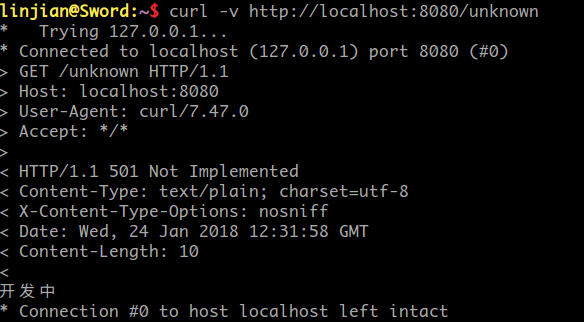 linjian@Sword:~$ curl -v http://localhost:8080/unknown
*   Trying 127.0.0.1...
* Connected to localhost (127.0.0.1) port 8080 (#0)
> GET /unknown HTTP/1.1
> Host: localhost:8080
> User-Agent: curl/7.47.0
> Accept: */*
>
< HTTP/1.1 501 Not Implemented
< Content-Type: text/plain; charset=utf-8
< X-Content-Type-Options: nosniff
< Date: Wed, 24 Jan 2018 12:31:58 GMT
< Content-Length: 10
<
开发中
* Connection #0 to host localhost left intact